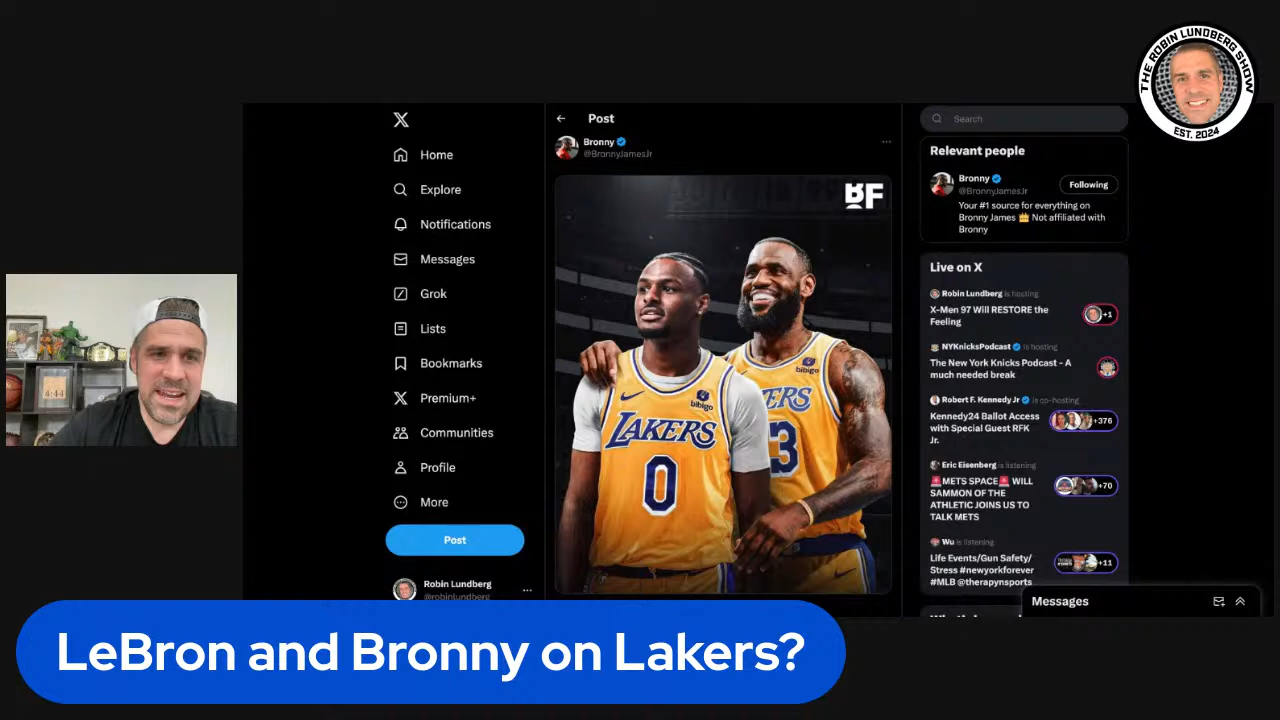 THE ROBIN LUNDBERG SHOW
EST. 2024
Home
Explore
Notifications
Messages
Grok
Lists
Bookmarks
Premium+
Communities
Profile
More
Post
Robin Lundberg
@robinlundberg
Post
Bronny
@BronnyJamesJr
BF
bibigo
LAKERS
0
bibigo
ERS
3
Search
Relevant people
Bronny
@BronnyJamesJr
Following
Your #1 source for everything on
Bronny James 👑 Not affiliated with
Bronny
Live on X
Robin Lundberg is hosting
X-Men 97 Will RESTORE the
Feeling
+1
NYKnicksPodcast is hosting
The New York Knicks Podcast - A
much needed break
Robert F. Kennedy Jr is co-hosting
Kennedy24 Ballot Access
with Special Guest RFK
Jr.
+376
Eric Eisenberg is listening
🚨METS SPACE🚨 WILL
SAMMON OF THE
ATHLETIC JOINS US TO
TALK METS
+70
Wu is listening
Life Events/Gun Safety/
Stress #newyorkforever
#MLB @therapynsports
+11
Messages
4:44
LeBron and Bronny on Lakers?